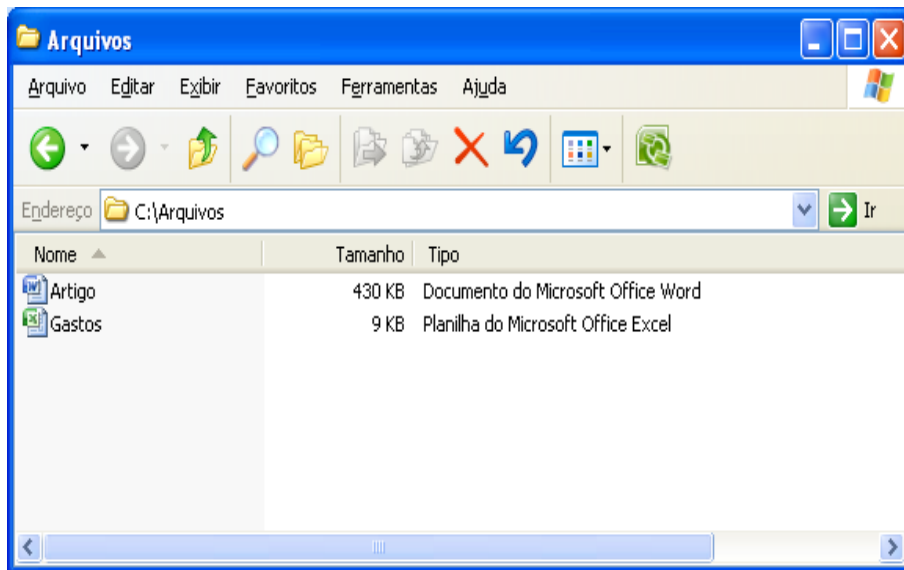 Arquivos
Arquivo Editar Exibir Favoritos Ferramentas Ajuda
Endereço C:\Arquivos Ir
Nome Tamanho Tipo
Artigo 430 KB Documento do Microsoft Office Word
Gastos 9 KB Planilha do Microsoft Office Excel